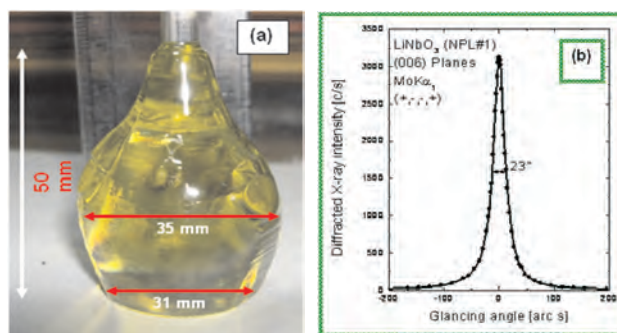 (a)
50 mm
35 mm
31 mm
(b)
LiNbO₃ (NPL#1)
(006) Planes
MoKα₁
(+,-,-,+)
23"
Diffracted X-ray intensity [c/s]
3500
3000
2500
2000
1500
1000
500
0
-200 -100 0 100 200
Glancing angle [arc s]